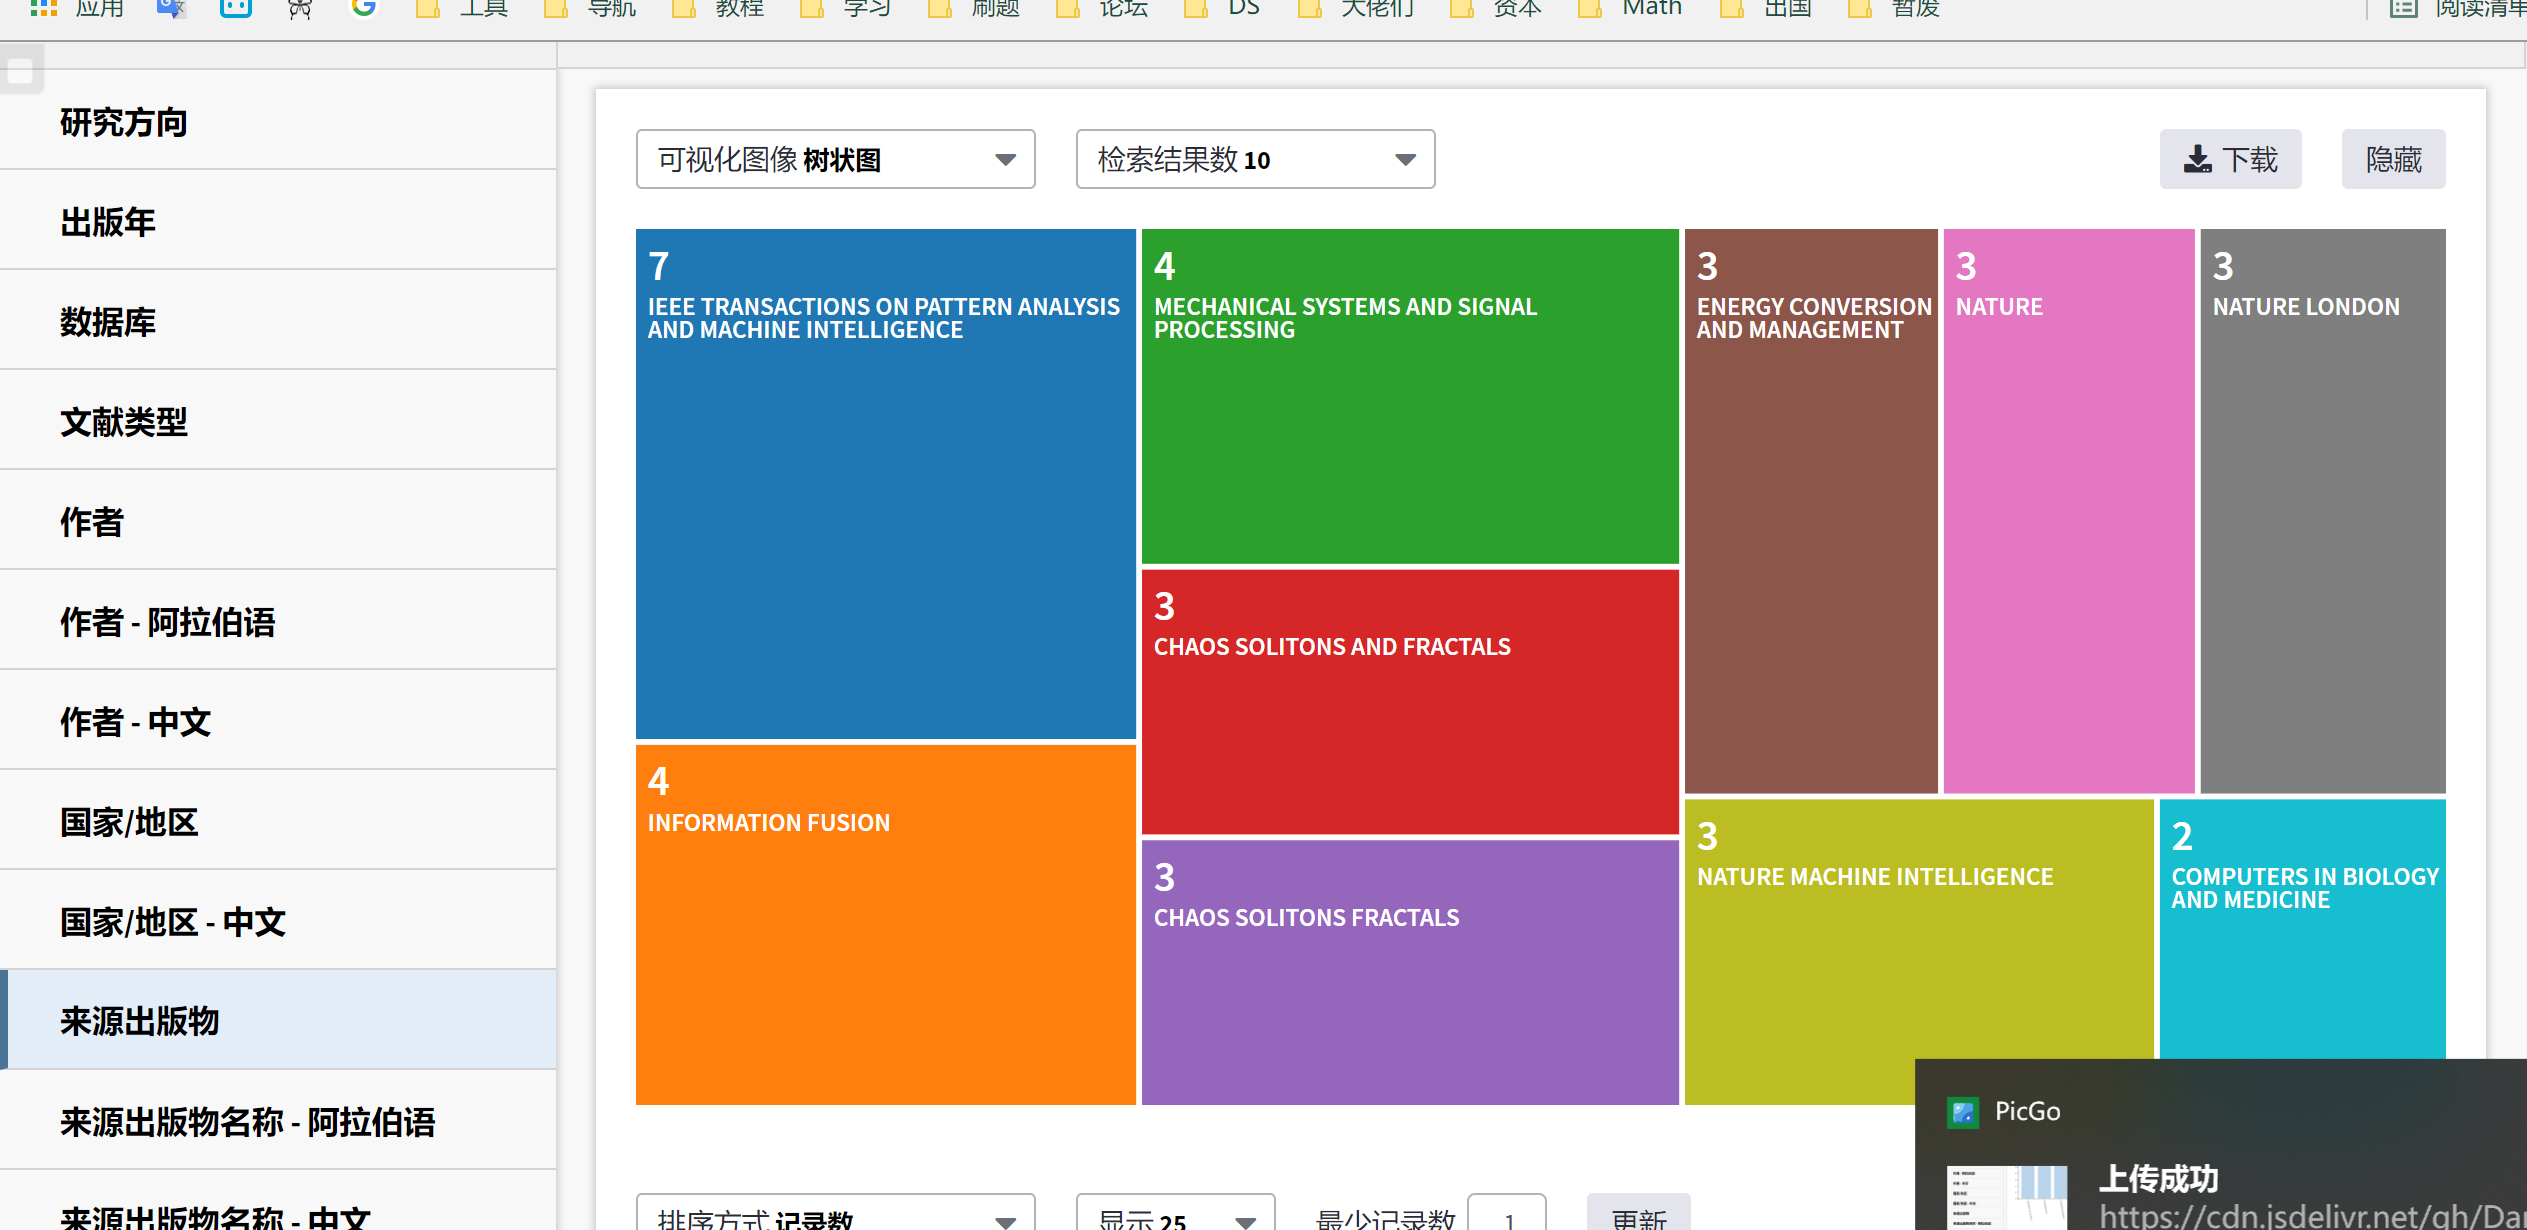 应用 工具 导航 教程 学习 刷题 论坛 DS 大佬们 资本 Math 出国 暂废 阅读清单
研究方向
出版年
数据库
文献类型
作者
作者 - 阿拉伯语
作者 - 中文
国家/地区
国家/地区 - 中文
来源出版物
来源出版物名称 - 阿拉伯语
来源出版物名称 - 中文
可视化图像 树状图
检索结果数 10
下载
隐藏
7
IEEE TRANSACTIONS ON PATTERN ANALYSIS
AND MACHINE INTELLIGENCE
4
INFORMATION FUSION
4
MECHANICAL SYSTEMS AND SIGNAL
PROCESSING
3
CHAOS SOLITONS AND FRACTALS
3
CHAOS SOLITONS FRACTALS
3
ENERGY CONVERSION
AND MANAGEMENT
3
NATURE
3
NATURE LONDON
3
NATURE MACHINE INTELLIGENCE
2
COMPUTERS IN BIOLOGY
AND MEDICINE
排序方式 记录数
显示 25
最少记录数 1
更新
PicGo
上传成功
https://cdn.jsdelivr.net/gh/Dar